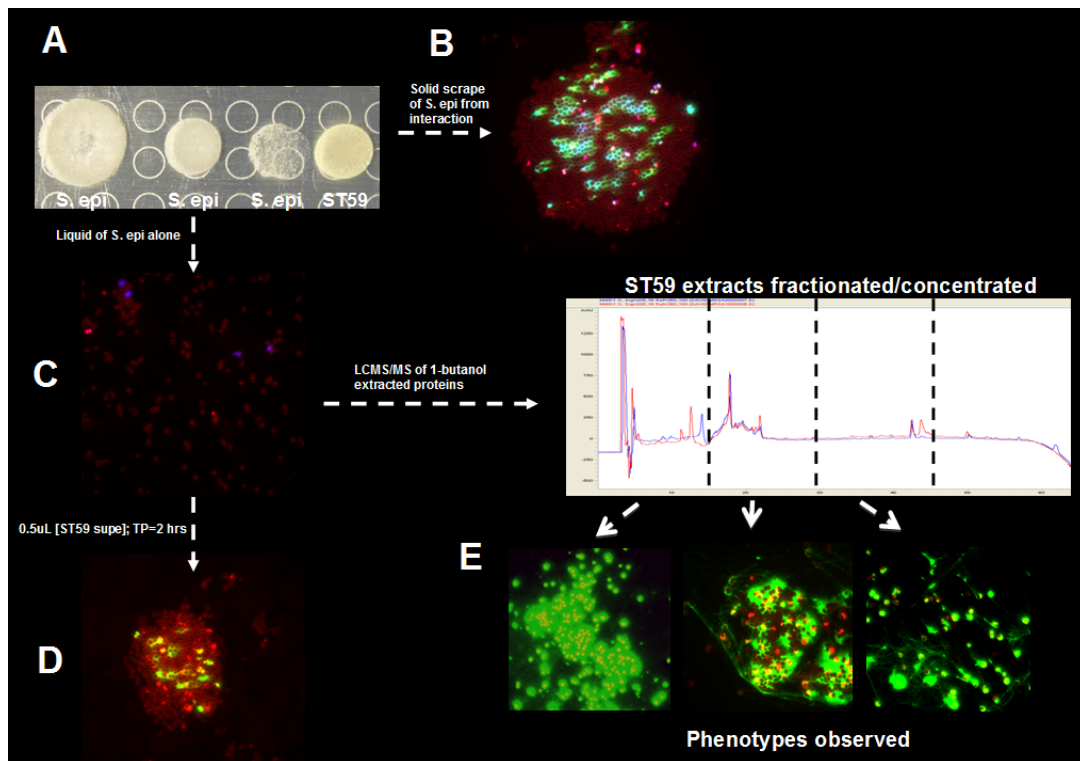 A
B
Solid scrape
of S. epi from
interaction
S. epi
S. epi
S. epi
ST59
Liquid of S. epi alone
ST59 extracts fractionated/concentrated
C
LCMS/MS of 1-butanol
extracted proteins
0.5uL [ST59 supe]; TP=2 hrs
E
D
Phenotypes observed